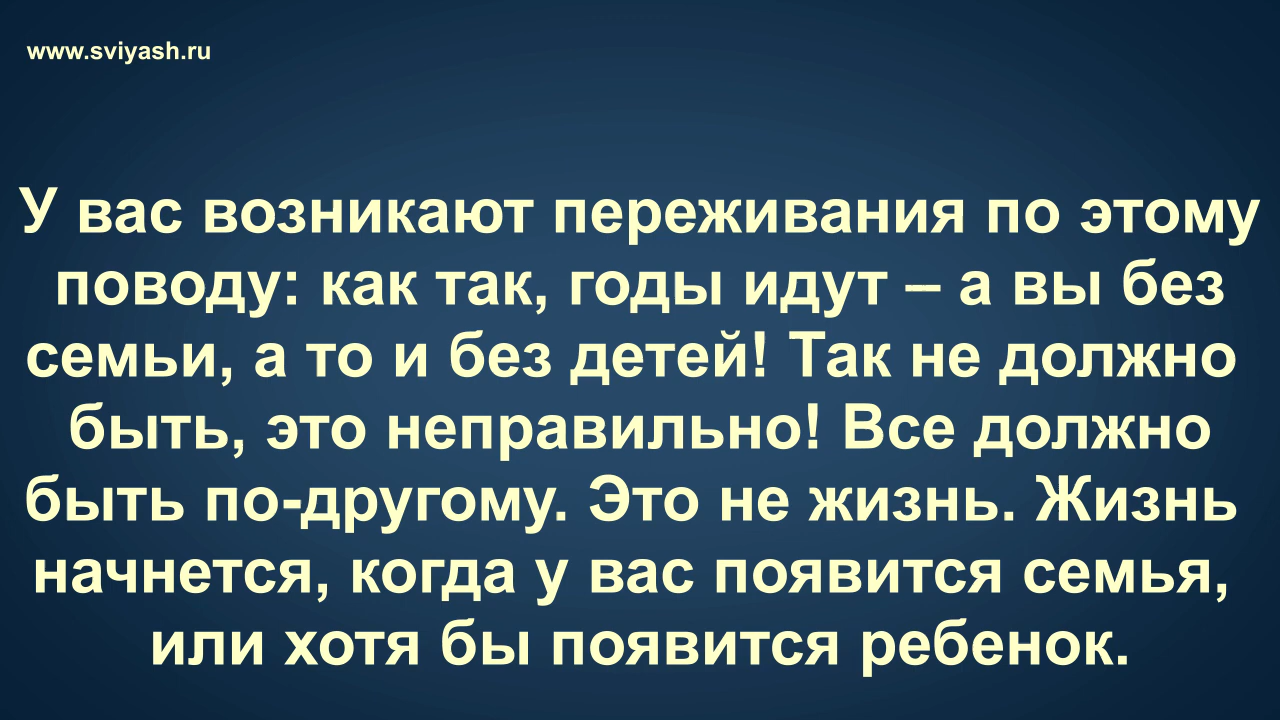 www.sviyash.ru
У вас возникают переживания по этому
поводу: как так, годы идут – а вы без
семьи, а то и без детей! Так не должно
быть, это неправильно! Все должно
быть по-другому. Это не жизнь. Жизнь
начнется, когда у вас появится семья,
или хотя бы появится ребенок.